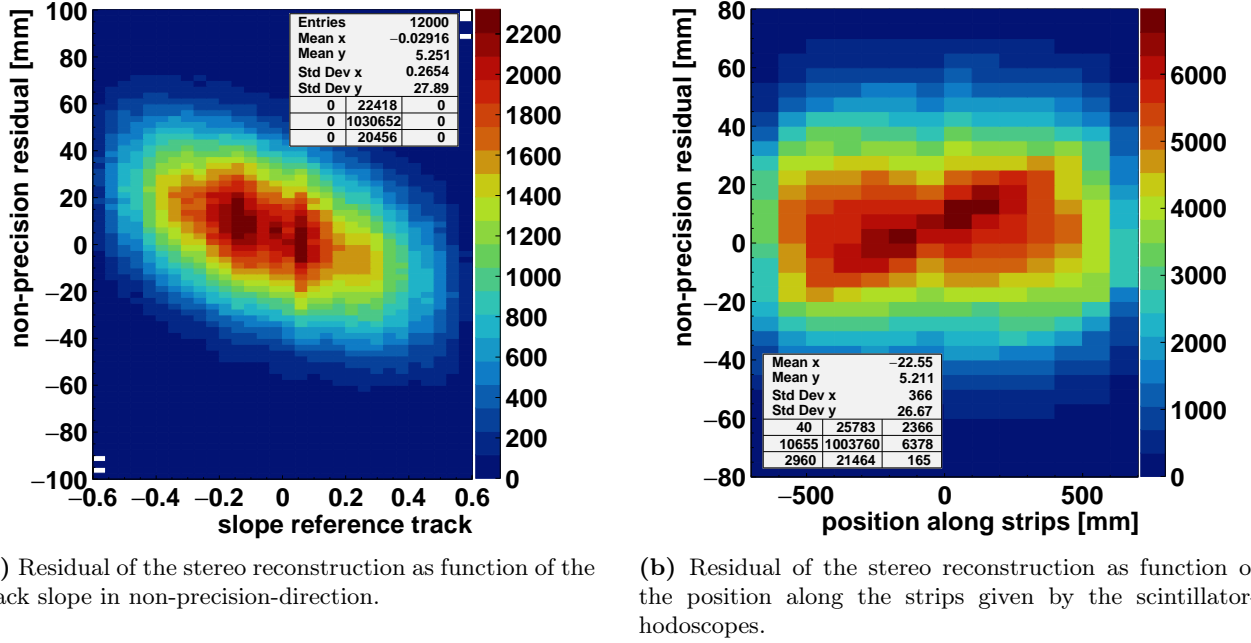 non-precision residual [mm]
100
80
60
40
20
0
−20
−40
−60
−80
−100
−0.6 −0.4 −0.2 0 0.2 0.4 0.6
slope reference track
Entries 12000
Mean x −0.02916
Mean y 5.251
Std Dev x 0.2654
Std Dev y 27.89
0 22418 0
0 1030652 0
0 20456 0
2200
2000
1800
1600
1400
1200
1000
800
600
400
200
0
) Residual of the stereo reconstruction as function of the
ack slope in non-precision-direction.
non-precision residual [mm]
80
60
40
20
0
−20
−40
−60
−80
−500 0 500
position along strips [mm]
Mean x −22.55
Mean y 5.211
Std Dev x 366
Std Dev y 26.67
40 25783 2366
10655 1003760 6378
2960 21464 165
6000
5000
4000
3000
2000
1000
0
(b) Residual of the stereo reconstruction as function o
the position along the strips given by the scintillator-
hodoscopes.